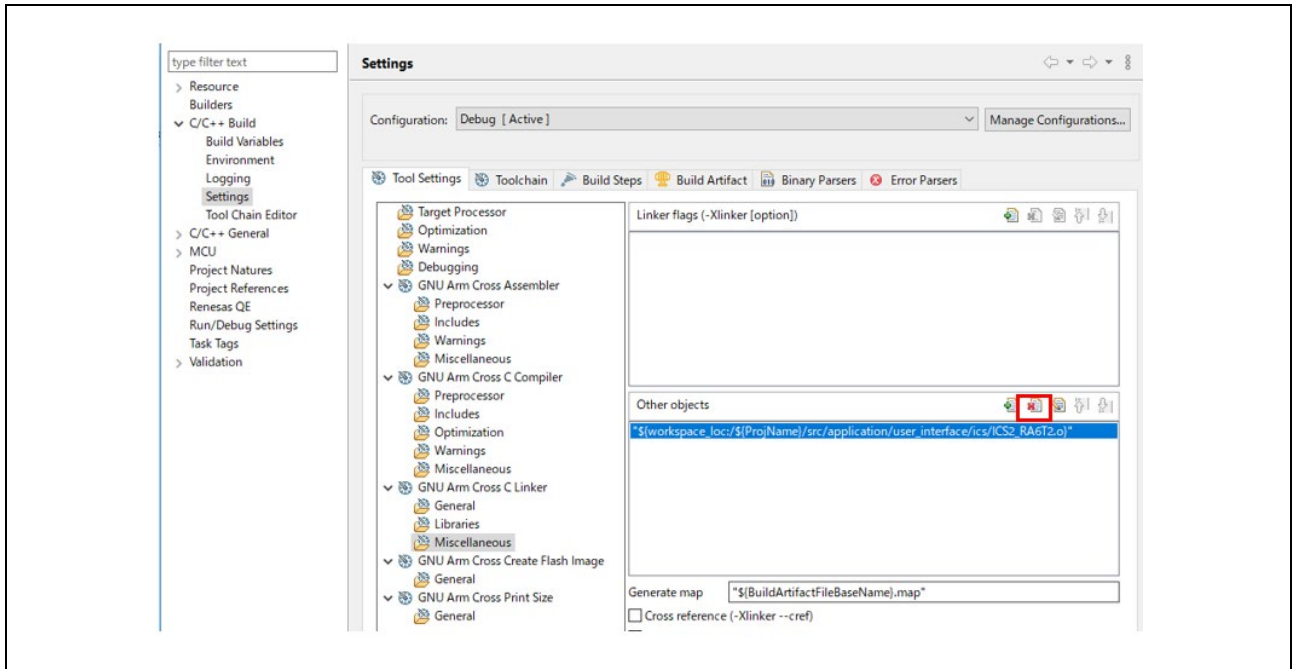 type filter text
Resource
Builders
C/C++ Build
Build Variables
Environment
Logging
Settings
Tool Chain Editor
C/C++ General
MCU
Project Natures
Project References
Renesas QE
Run/Debug Settings
Task Tags
Validation
Settings
Configuration: Debug [ Active ] Manage Configurations...
Tool Settings Toolchain Build Steps Build Artifact Binary Parsers Error Parsers
Target Processor
Optimization
Warnings
Debugging
GNU Arm Cross Assembler
Preprocessor
Includes
Warnings
Miscellaneous
GNU Arm Cross C Compiler
Preprocessor
Includes
Optimization
Warnings
Miscellaneous
GNU Arm Cross C Linker
General
Libraries
Miscellaneous
GNU Arm Cross Create Flash Image
General
GNU Arm Cross Print Size
General
Linker flags (-Xlinker [option])
Other objects
"${workspace_loc:/${ProjName}/src/application/user_interface/ics/ICS2_RA6T2.o}"
Generate map "${BuildArtifactFileBaseName}.map"
Cross reference (-Xlinker --cref)